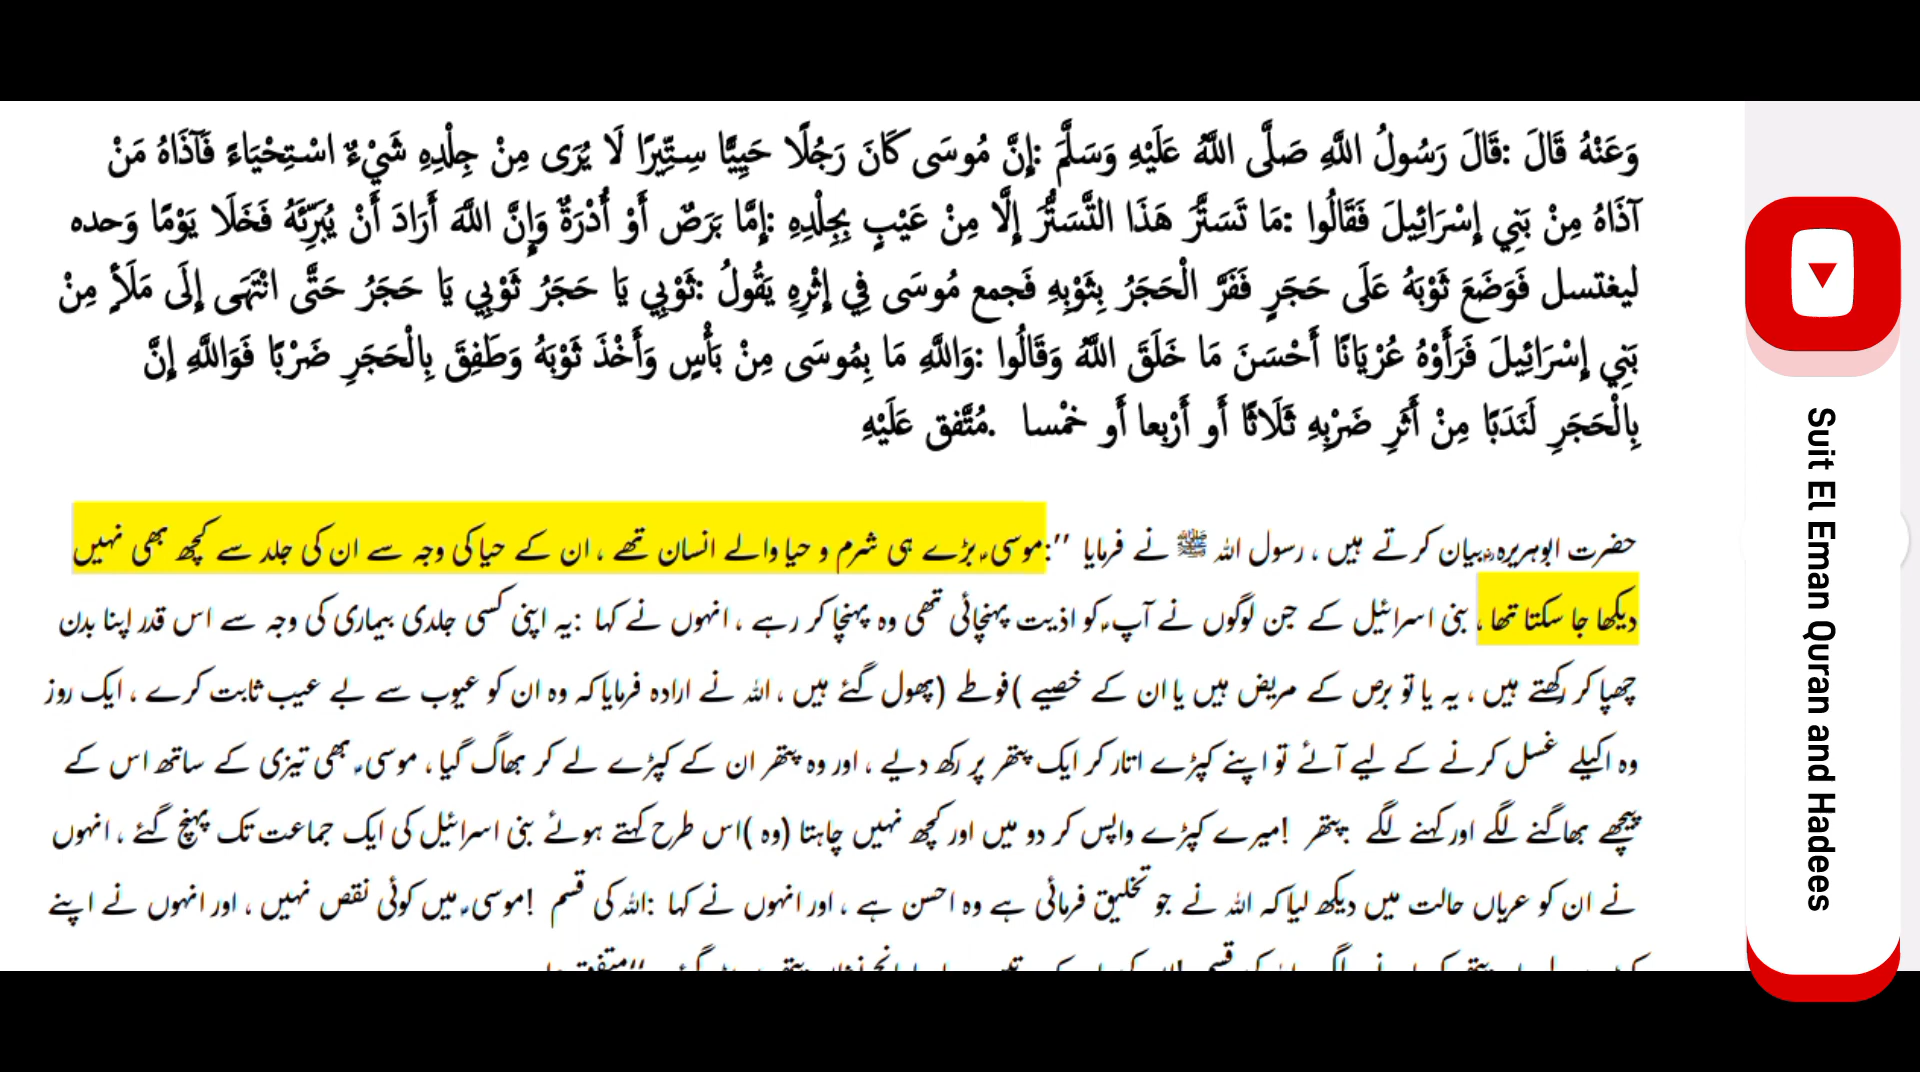 وَعَنْهُ قَالَ :قَالَ رَسُولُ اللَّهِ صَلَّى اللَّهُ عَلَيْهِ وَسَلَّمَ :إِنَّ مُوسَى كَانَ رَجُلًا حَيِيًّا سِتِّيرًا لَا يُرَى مِنْ جِلْدِهِ شَيْءٌ اسْتِحْيَاءً فَآذَاهُ مَنْ
آذَاهُ مِنْ بَنِي إِسْرَائِيلَ فَقَالُوا :مَا تَسَتَّرَ هَذَا التَّسَتُّرَ إِلَّا مِنْ عَيْبٍ بِجِلْدِهِ :إِمَّا بَرَصٌ أَوْ أُدْرَةٌ وَإِنَّ اللَّهَ أَرَادَ أَنْ يُبَرِّئَهُ فَخَلَا يَوْمًا وَحده
ليغتسل فَوَضَعَ ثَوْبَهُ عَلَى حَجَرٍ فَفَرَّ الْحَجَرُ بِثَوْبِهِ فَجمع مُوسَى فِي إِثْرِهِ يَقُولُ :ثَوْبِي يَا حَجَرُ ثَوْبِي يَا حَجَرُ حَتَّى انْتَهَى إِلَى مَلَأٍ مِنْ
بَنِي إِسْرَائِيلَ فَرَأَوْهُ عُرْيَانًا أَحْسَنَ مَا خَلَقَ اللَّهُ وَقَالُوا :وَاللَّهِ مَا بِمُوسَى مِنْ بَأْسٍ وَأَخْذَ ثَوْبَهُ وَطَفِقَ بِالْحَجَرِ ضَرْبًا فَوَاللَّهِ إِنَّ
بِالْحَجَرِ لَنَدَبًا مِنْ أَثَرِ ضَرْبِهِ ثَلَاثًا أَو أَرْبعا أَو خمْسا .مُتَّفق عَلَيْهِ
حضرت ابوہریرہ ؓ بیان کرتے ہیں ، رسول اللہ ﷺ نے فرمایا ’’ :موسی ؑ بڑے ہی شرم و حیا والے انسان تھے ، ان کے حیا کی وجہ سے ان کی جلد سے کچھ بھی نہیں
دیکھا جا سکتا تھا ، بنی اسرائیل کے جن لوگوں نے آپ ؑ کو اذیت پہنچائی تھی وہ پہنچا کر رہے ، انہوں نے کہا :یہ اپنی کسی جلدی بیماری کی وجہ سے اس قدر اپنا بدن
چھپا کر رکھتے ہیں ، یہ یا تو برص کے مریض ہیں یا ان کے خصیے )فوطے (پھول گئے ہیں ، اللہ نے ارادہ فرمایا کہ وہ ان کو عیوب سے بے عیب ثابت کرے ، ایک روز
وہ اکیلے غسل کرنے کے لیے آئے تو اپنے کپڑے اتار کر ایک پتھر پر رکھ دیے ، اور وہ پتھر ان کے کپڑے لے کر بھاگ گیا ، موسی ؑ بھی تیزی کے ساتھ اس کے
پیچھے بھاگنے لگے اور کہنے لگے :پتھر !میرے کپڑے واپس کر دو میں اور کچھ نہیں چاہتا (وہ )اس طرح کہتے ہوئے بنی اسرائیل کی ایک جماعت تک پہنچ گئے ، انہوں
نے ان کو عریاں حالت میں دیکھ لیا کہ اللہ نے جو تخلیق فرمائی ہے وہ احسن ہے ، اور انہوں نے کہا :اللہ کی قسم !موسی ؑ میں کوئی نقص نہیں ، اور انہوں نے اپنے
Suit El Eman Quran and Hadees